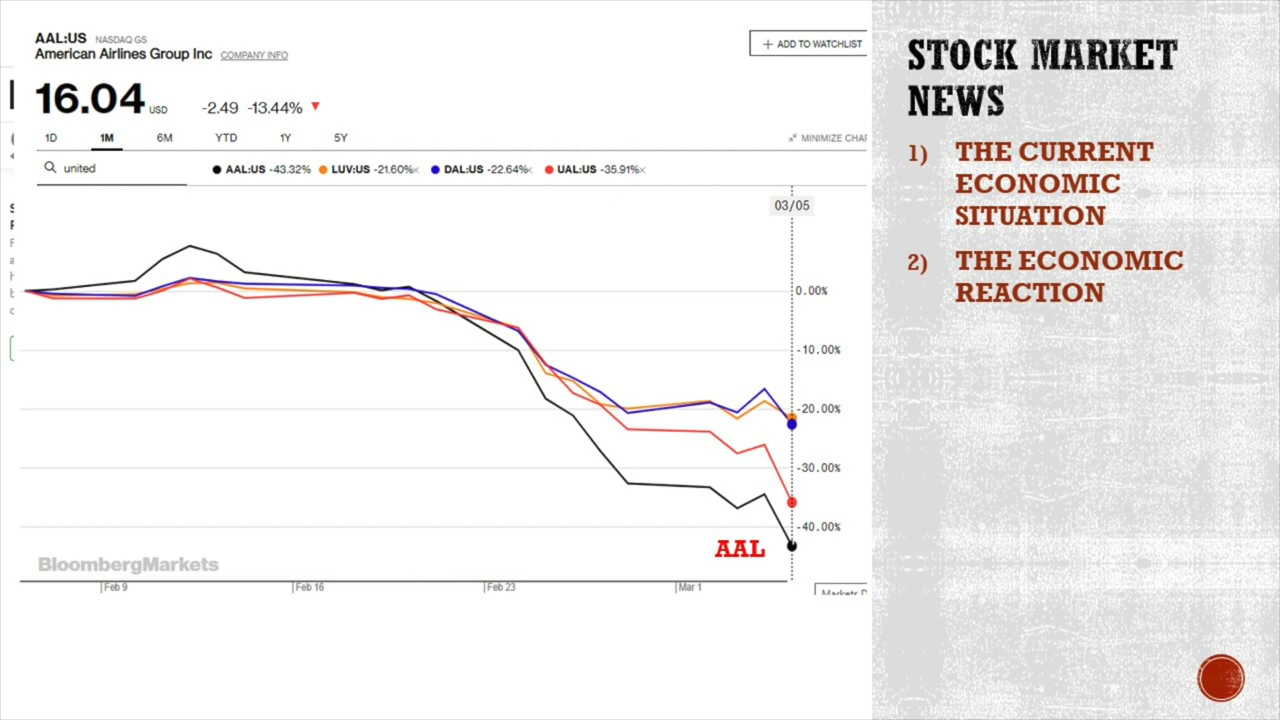 AAL:US NASDAQ GS
American Airlines Group Inc COMPANY INFO
+ ADD TO WATCHLIST
16.04 USD -2.49 -13.44% ▼
1D 1M 6M YTD 1Y 5Y
MINIMIZE CHAR
united
AAL:US -43.32% LUV:US -21.60%× DAL:US -22.64%× UAL:US -35.91%×
03/05
0.00%
-10.00%
-20.00%
-30.00%
-40.00%
AAL
BloombergMarkets
Feb 9 Feb 16 Feb 23 Mar 1
Markets D
STOCK MARKET
NEWS
1) THE CURRENT
ECONOMIC
SITUATION
2) THE ECONOMIC
REACTION